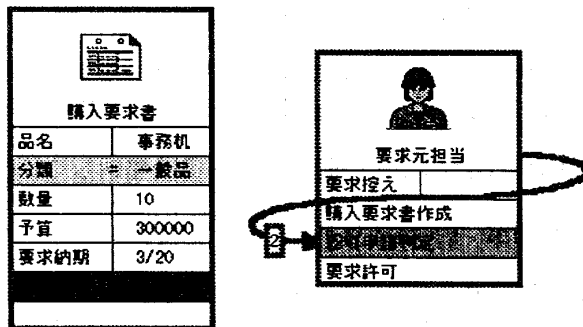 購入要求書
品名 事務机
分類 = 一般品
数量 10
予算 300000
要求納期 3/20
要求元担当
要求控え
購入要求書作成
2
要求許可